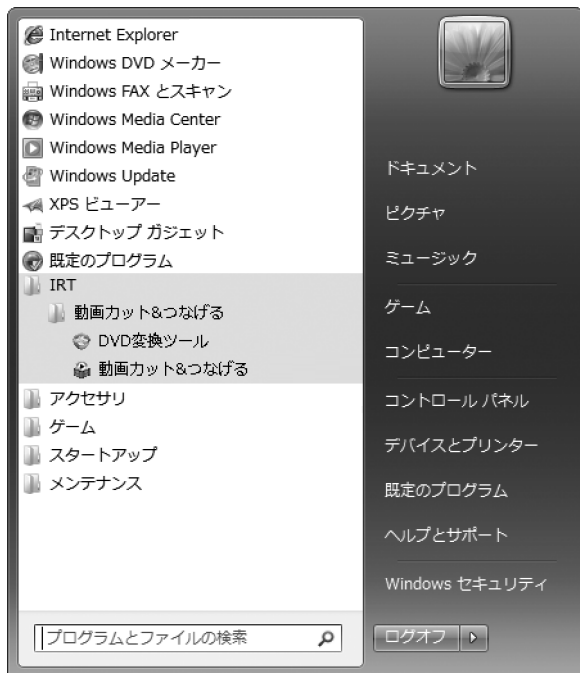 Internet Explorer
Windows DVD メーカー
Windows FAX とスキャン
Windows Media Center
Windows Media Player
Windows Update
XPS ビューアー
デスクトップ ガジェット
既定のプログラム
IRT
動画カット&つなげる
DVD変換ツール
動画カット&つなげる
アクセサリ
ゲーム
スタートアップ
メンテナンス
プログラムとファイルの検索
ドキュメント
ピクチャ
ミュージック
ゲーム
コンピューター
コントロール パネル
デバイスとプリンター
既定のプログラム
ヘルプとサポート
Windows セキュリティ
ログオフ